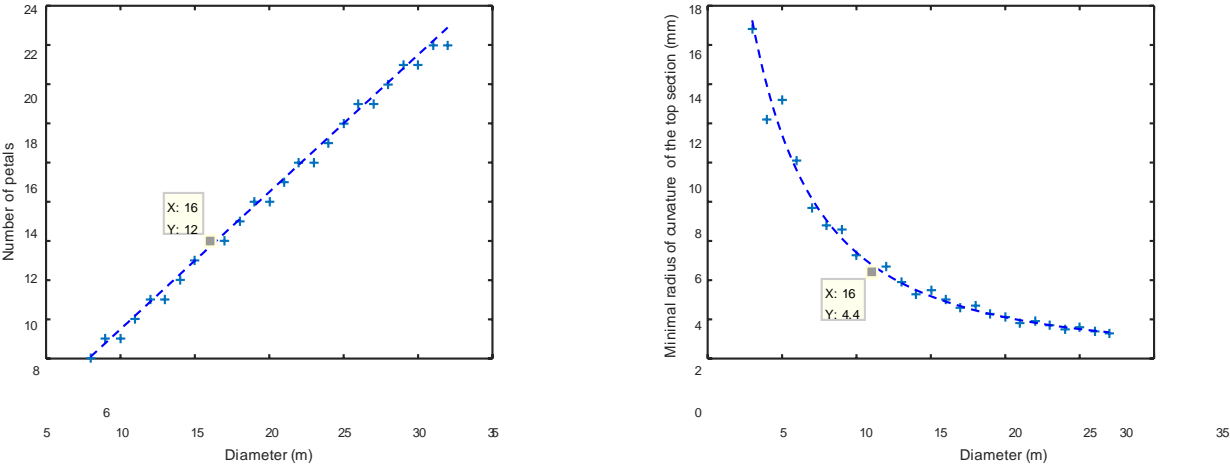 24
22
20
18
16
14
12
10
8
6
Number of petals
X: 16
Y: 12
5 10 15 20 25 30 35
Diameter (m)
18
16
14
12
10
8
6
4
2
0
Minimal radius of curvature of the top section (mm)
X: 16
Y: 4.4
5 10 15 20 25 30 35
Diameter (m)